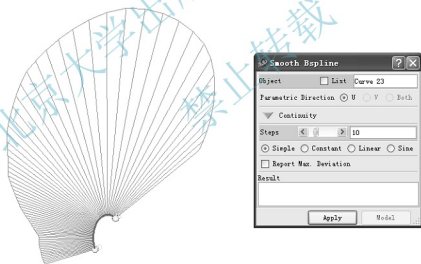 北京大学出版社
禁止转载
Smooth Bspline
Object List Curve 23
Parametric Direction U V Both
Continuity
Steps 10
Simple Constant Linear Sine
Report Max. Deviation
Result
Apply Model